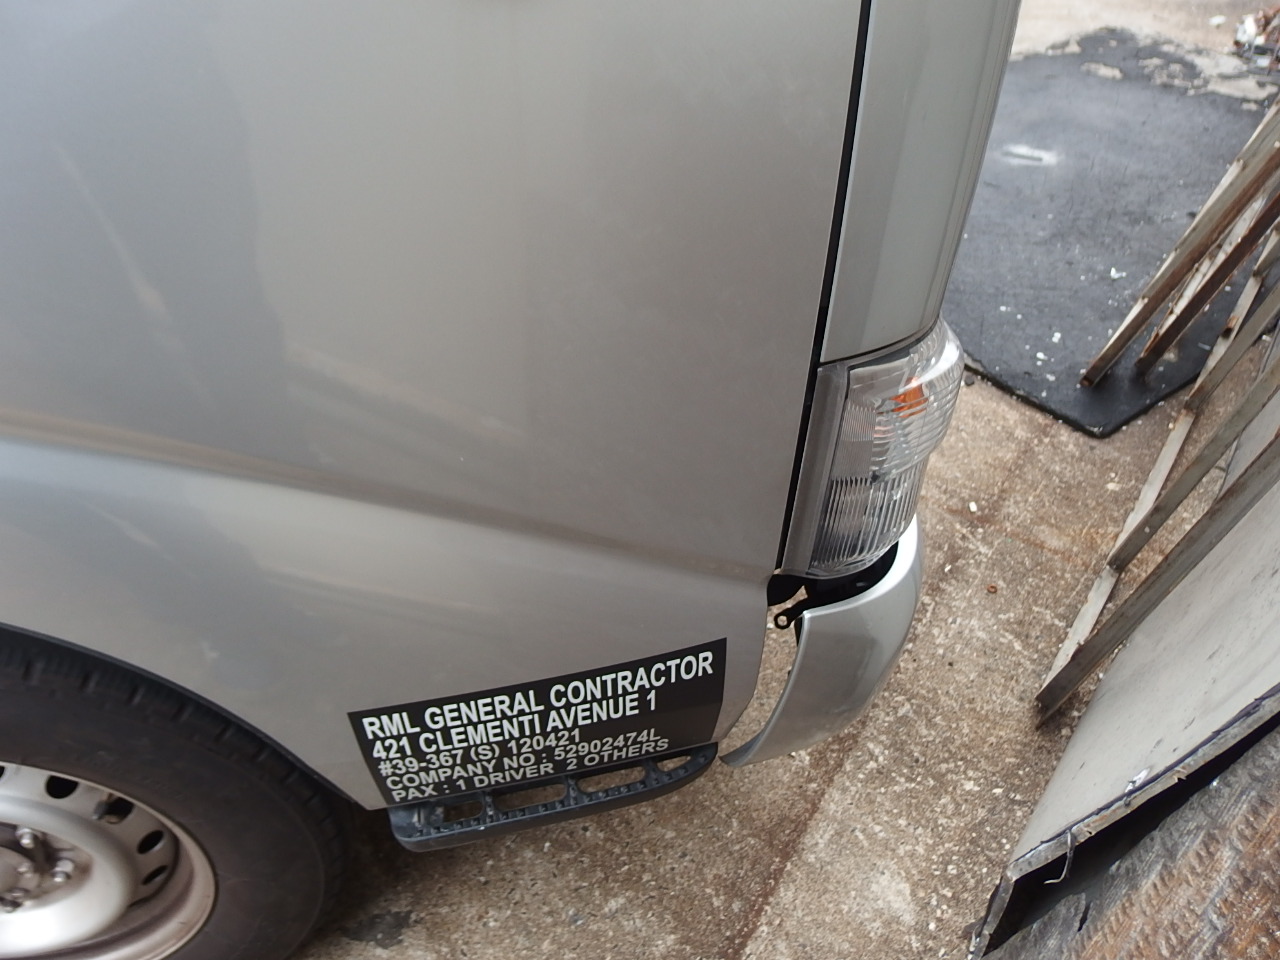 RML GENERAL CONTRACTOR
421 CLEMENTI AVENUE 1
#39-367 (S) 120421
COMPANY NO : 52902474L
PAX : 1 DRIVER 2 OTHERS